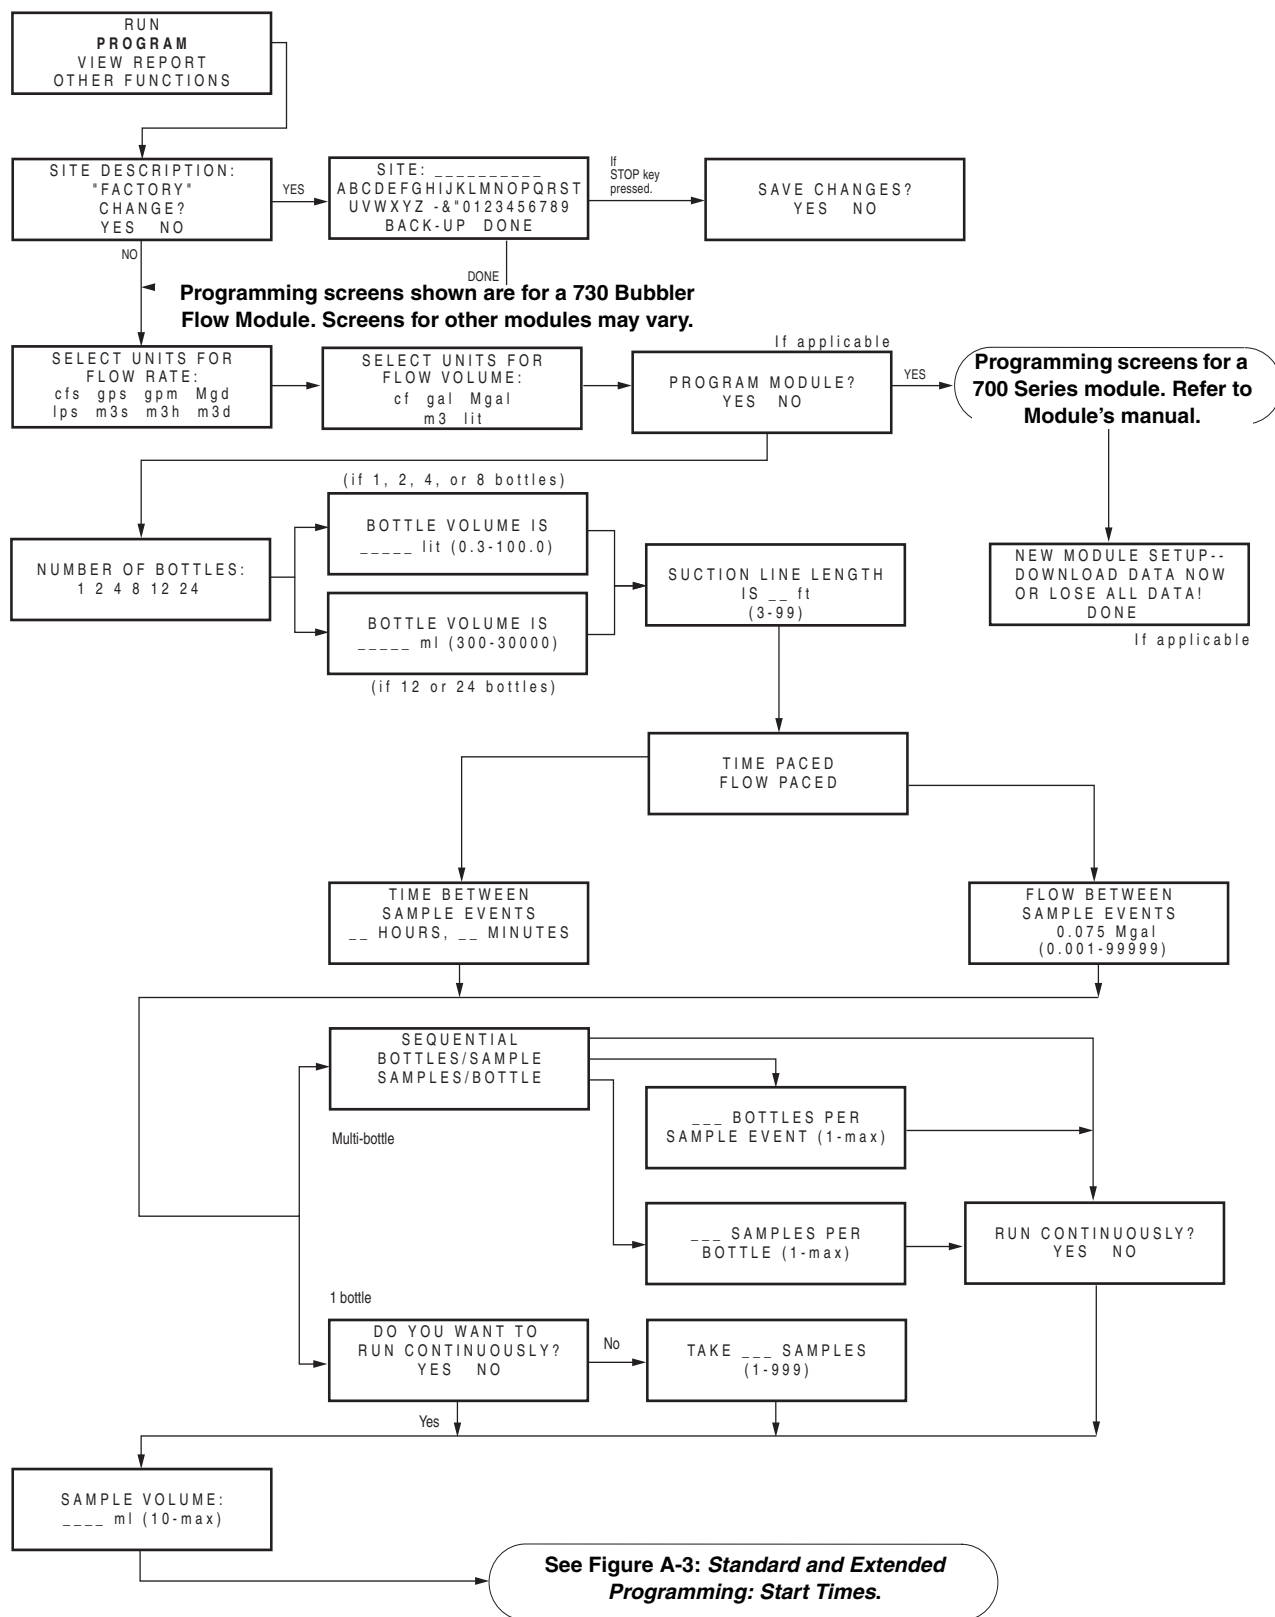 RUN
PROGRAM
VIEW REPORT
OTHER FUNCTIONS
SITE DESCRIPTION:
"FACTORY"
CHANGE?
YES NO
YES
SITE: __________
ABCDEFGHIJKLMNOPQRST
UVWXYZ -&"0123456789
BACK-UP DONE
If
STOP key
pressed.
SAVE CHANGES?
YES NO
NO
DONE
Programming screens shown are for a 730 Bubbler
Flow Module. Screens for other modules may vary.
SELECT UNITS FOR
FLOW RATE:
cfs gps gpm Mgd
lps m3s m3h m3d
SELECT UNITS FOR
FLOW VOLUME:
cf gal Mgal
m3 lit
If applicable
PROGRAM MODULE?
YES NO
YES
Programming screens for a
700 Series module. Refer to
Module's manual.
NUMBER OF BOTTLES:
1 2 4 8 12 24
(if 1, 2, 4, or 8 bottles)
BOTTLE VOLUME IS
_____ lit (0.3-100.0)
BOTTLE VOLUME IS
_____ ml (300-30000)
(if 12 or 24 bottles)
SUCTION LINE LENGTH
IS __ ft
(3-99)
NEW MODULE SETUP--
DOWNLOAD DATA NOW
OR LOSE ALL DATA!
DONE
If applicable
TIME PACED
FLOW PACED
TIME BETWEEN
SAMPLE EVENTS
__ HOURS, __ MINUTES
FLOW BETWEEN
SAMPLE EVENTS
0.075 Mgal
(0.001-99999)
SEQUENTIAL
BOTTLES/SAMPLE
SAMPLES/BOTTLE
Multi-bottle
___ BOTTLES PER
SAMPLE EVENT (1-max)
___ SAMPLES PER
BOTTLE (1-max)
RUN CONTINUOUSLY?
YES NO
1 bottle
DO YOU WANT TO
RUN CONTINUOUSLY?
YES NO
No
TAKE ___ SAMPLES
(1-999)
Yes
SAMPLE VOLUME:
____ ml (10-max)
See Figure A-3: Standard and Extended
Programming: Start Times.